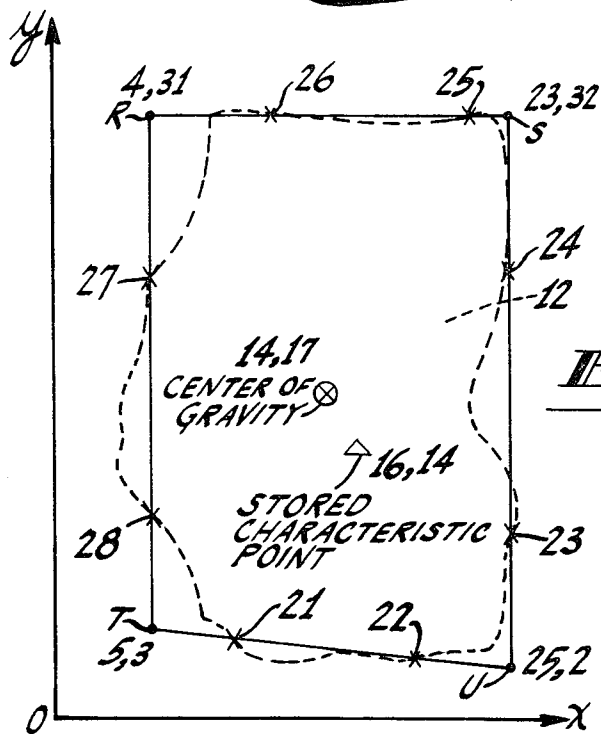 y
4,31
26
25
23,32
R
S
24
27
12
14,17
CENTER OF
GRAVITY
16,14
STORED
CHARACTERISTIC
POINT
28
23
T
21
22
5,3
25,2
U
0
x